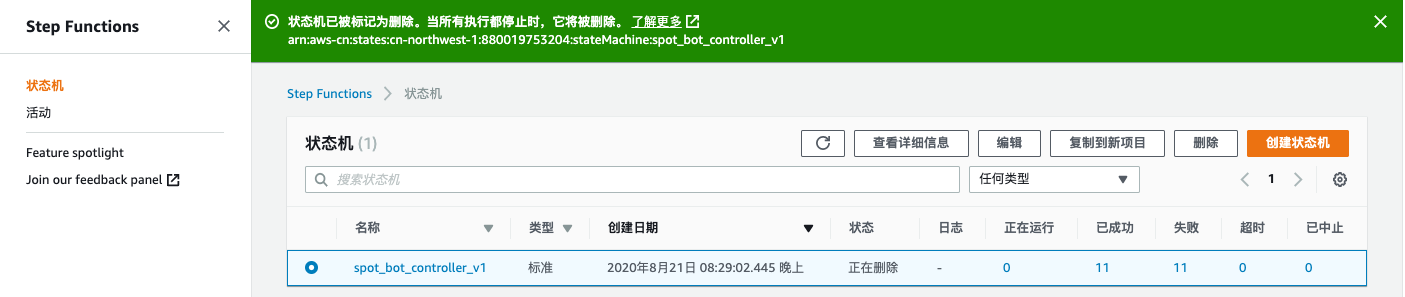 Step Functions
状态机已被标记为删除。当所有执行都停止时，它将被删除。 了解更多
arn:aws-cn:states:cn-northwest-1:880019753204:stateMachine:spot_bot_controller_v1
状态机
活动
Feature spotlight
Join our feedback panel
Step Functions 状态机
状态机 (1)
查看详细信息 编辑 复制到新项目 删除 创建状态机
搜索状态机 任何类型 1
名称 类型 创建日期 状态 日志 正在运行 已成功 失败 超时 已中止
spot_bot_controller_v1 标准 2020年8月21日 08:29:02.445 晚上 正在删除 - 0 11 11 0 0